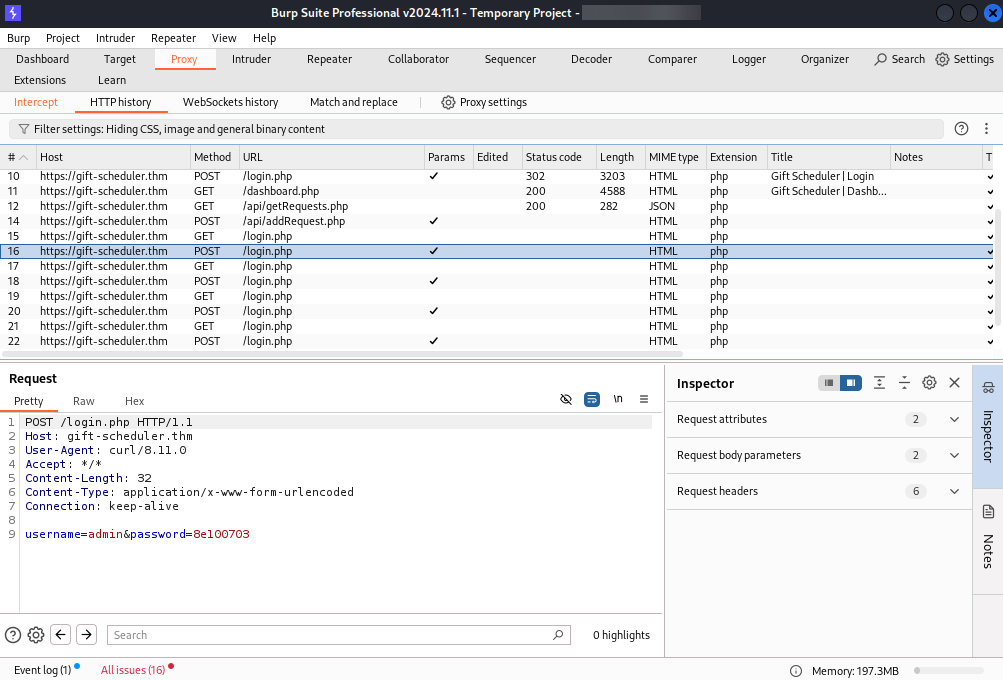 Burp Suite Professional v2024.11.1 - Temporary Project -
Burp Project Intruder Repeater View Help
Dashboard Target Proxy Intruder Repeater Collaborator Sequencer Decoder Comparer Logger Organizer Search Settings
Extensions Learn
Intercept HTTP history WebSockets history Match and replace Proxy settings
Filter settings: Hiding CSS, image and general binary content
# Host Method URL Params Edited Status code Length MIME type Extension Title Notes T
10 https://gift-scheduler.thm POST /login.php ✓ 302 3203 HTML php Gift Scheduler | Login ✓
11 https://gift-scheduler.thm GET /dashboard.php 200 4588 HTML php Gift Scheduler | Dashb... ✓
12 https://gift-scheduler.thm GET /api/getRequests.php 200 282 JSON php ✓
14 https://gift-scheduler.thm POST /api/addRequest.php ✓ HTML php ✓
15 https://gift-scheduler.thm GET /login.php HTML php ✓
16 https://gift-scheduler.thm POST /login.php ✓ HTML php ✓
17 https://gift-scheduler.thm GET /login.php HTML php ✓
18 https://gift-scheduler.thm POST /login.php ✓ HTML php ✓
19 https://gift-scheduler.thm GET /login.php HTML php ✓
20 https://gift-scheduler.thm POST /login.php ✓ HTML php ✓
21 https://gift-scheduler.thm GET /login.php HTML php ✓
22 https://gift-scheduler.thm POST /login.php ✓ HTML php ✓
Request
Pretty Raw Hex \n
1 POST /login.php HTTP/1.1
2 Host: gift-scheduler.thm
3 User-Agent: curl/8.11.0
4 Accept: */*
5 Content-Length: 32
6 Content-Type: application/x-www-form-urlencoded
7 Connection: keep-alive
8
9 username=admin&password=8e100703
Search 0 highlights
Inspector
Request attributes 2
Request body parameters 2
Request headers 6
Inspector
Notes
Event log (1) All issues (16) Memory: 197.3MB